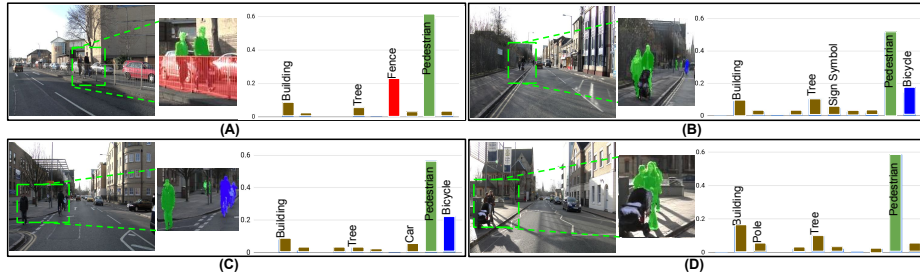 0.6
0.4
0.2
0
Building
Tree
Fence
Pedestrian
(A)
0.6
0.4
0.2
0
Building
Tree
Sign Symbol
Pedestrian
Bicycle
(B)
0.6
0.4
0.2
0
Building
Tree
Car
Pedestrian
Bicycle
(C)
0.6
0.4
0.2
0
Building
Pole
Tree
Pedestrian
(D)